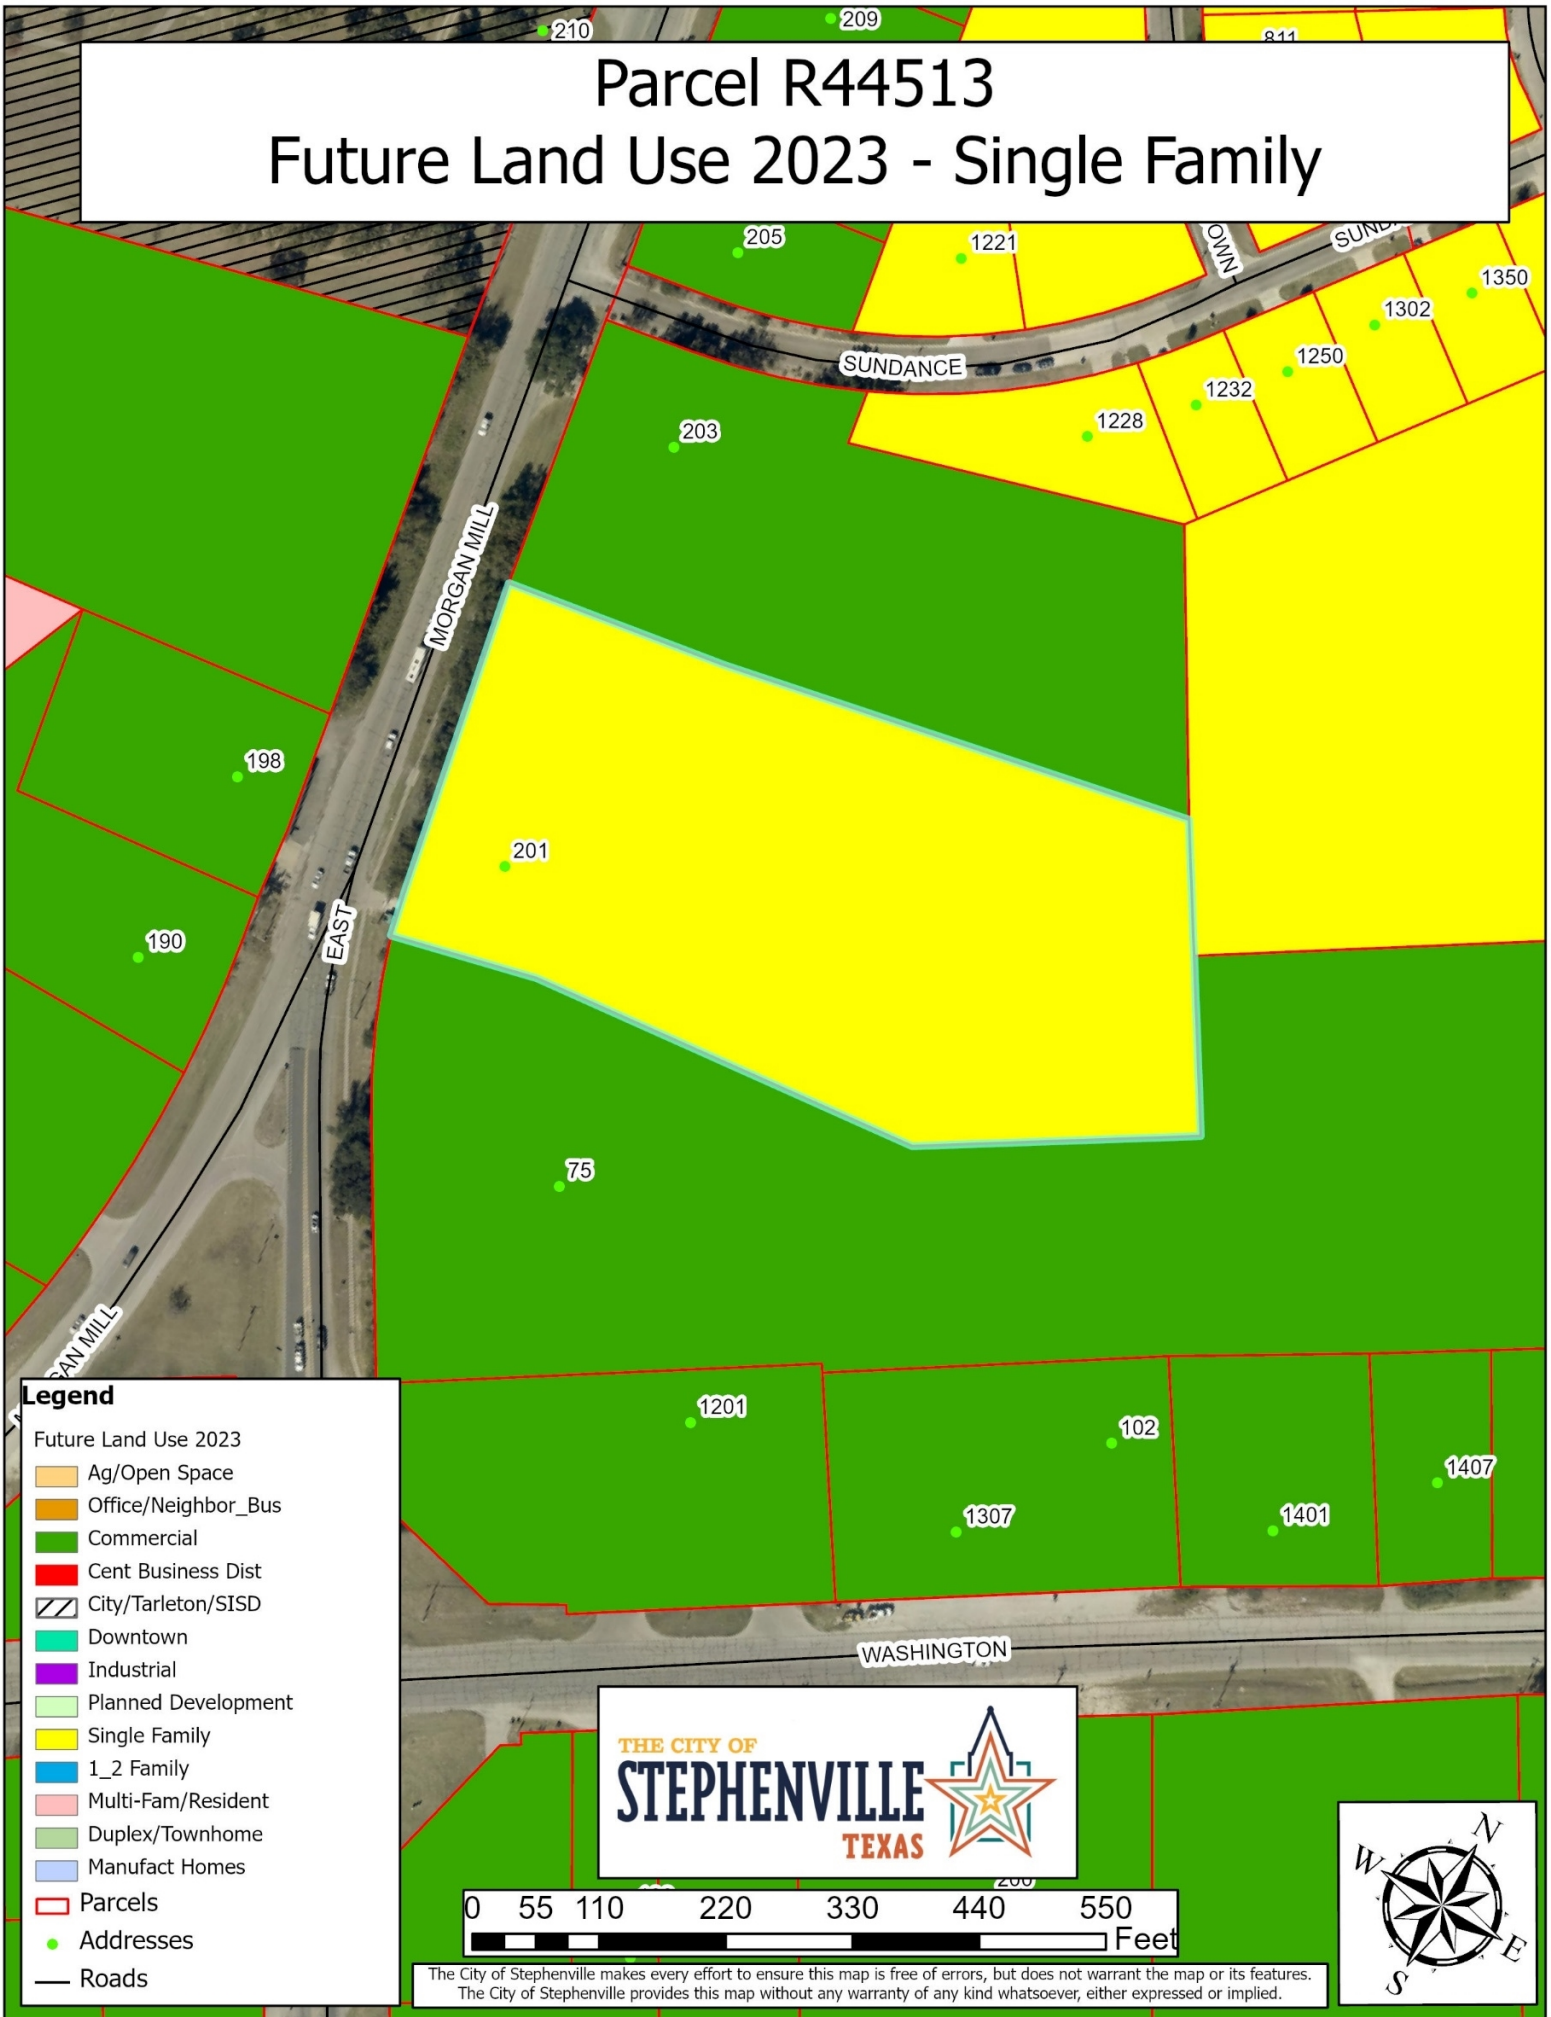 210
209
811
Parcel R44513
Future Land Use 2023 - Single Family
205
1221
OWN
SUND
1350
1302
1250
1232
1228
SUNDANCE
203
MORGAN MILL
198
201
190
EAST
75
GAN MILL
1201
102
1407
1307
1401
WASHINGTON
Legend
Future Land Use 2023
Ag/Open Space
Office/Neighbor_Bus
Commercial
Cent Business Dist
City/Tarleton/SISD
Downtown
Industrial
Planned Development
Single Family
1_2 Family
Multi-Fam/Resident
Duplex/Townhome
Manufact Homes
Parcels
Addresses
Roads
THE CITY OF
STEPHENVILLE
TEXAS
0 55 110 220 330 440 550
Feet
N
W
E
S
The City of Stephenville makes every effort to ensure this map is free of errors, but does not warrant the map or its features.
The City of Stephenville provides this map without any warranty of any kind whatsoever, either expressed or implied.